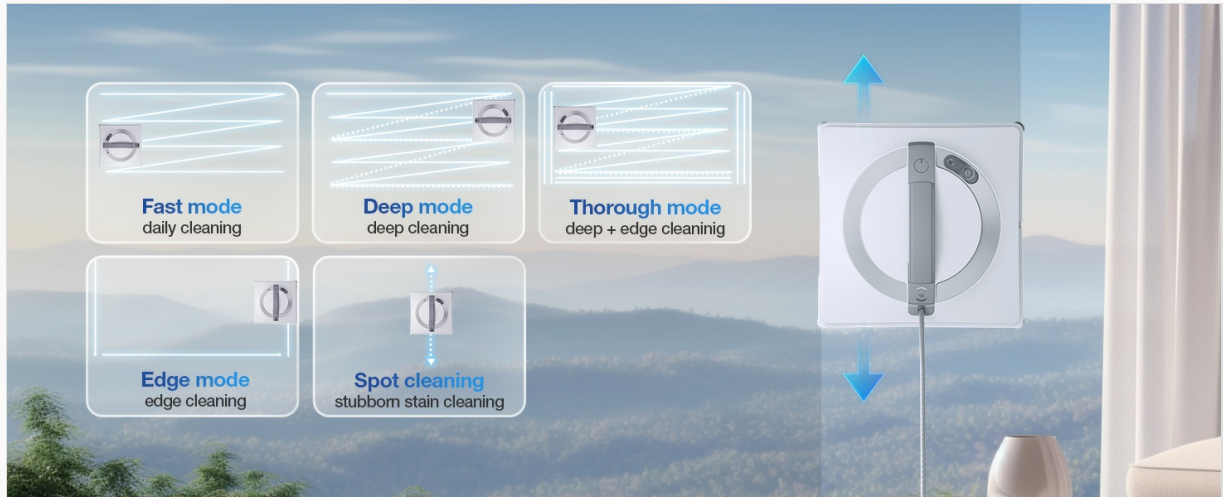 Fast mode
daily cleaning
Deep mode
deep cleaning
Thorough mode
deep + edge cleaninig
Edge mode
edge cleaning
Spot cleaning
stubborn stain cleaning